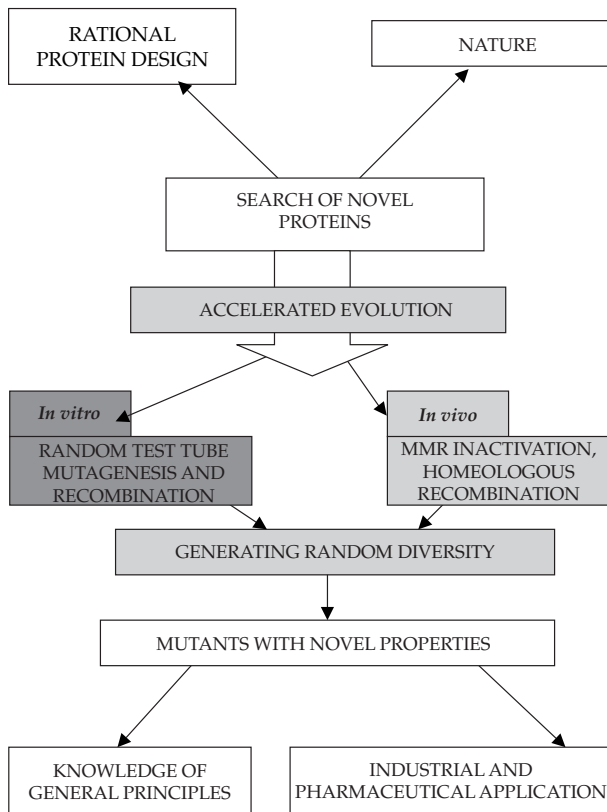 RATIONAL
PROTEIN DESIGN
NATURE
SEARCH OF NOVEL
PROTEINS
ACCELERATED EVOLUTION
In vitro
RANDOM TEST TUBE
MUTAGENESIS AND
RECOMBINATION
In vivo
MMR INACTIVATION,
HOMEOLOGOUS
RECOMBINATION
GENERATING RANDOM DIVERSITY
MUTANTS WITH NOVEL PROPERTIES
KNOWLEDGE OF
GENERAL PRINCIPLES
INDUSTRIAL AND
PHARMACEUTICAL APPLICATION